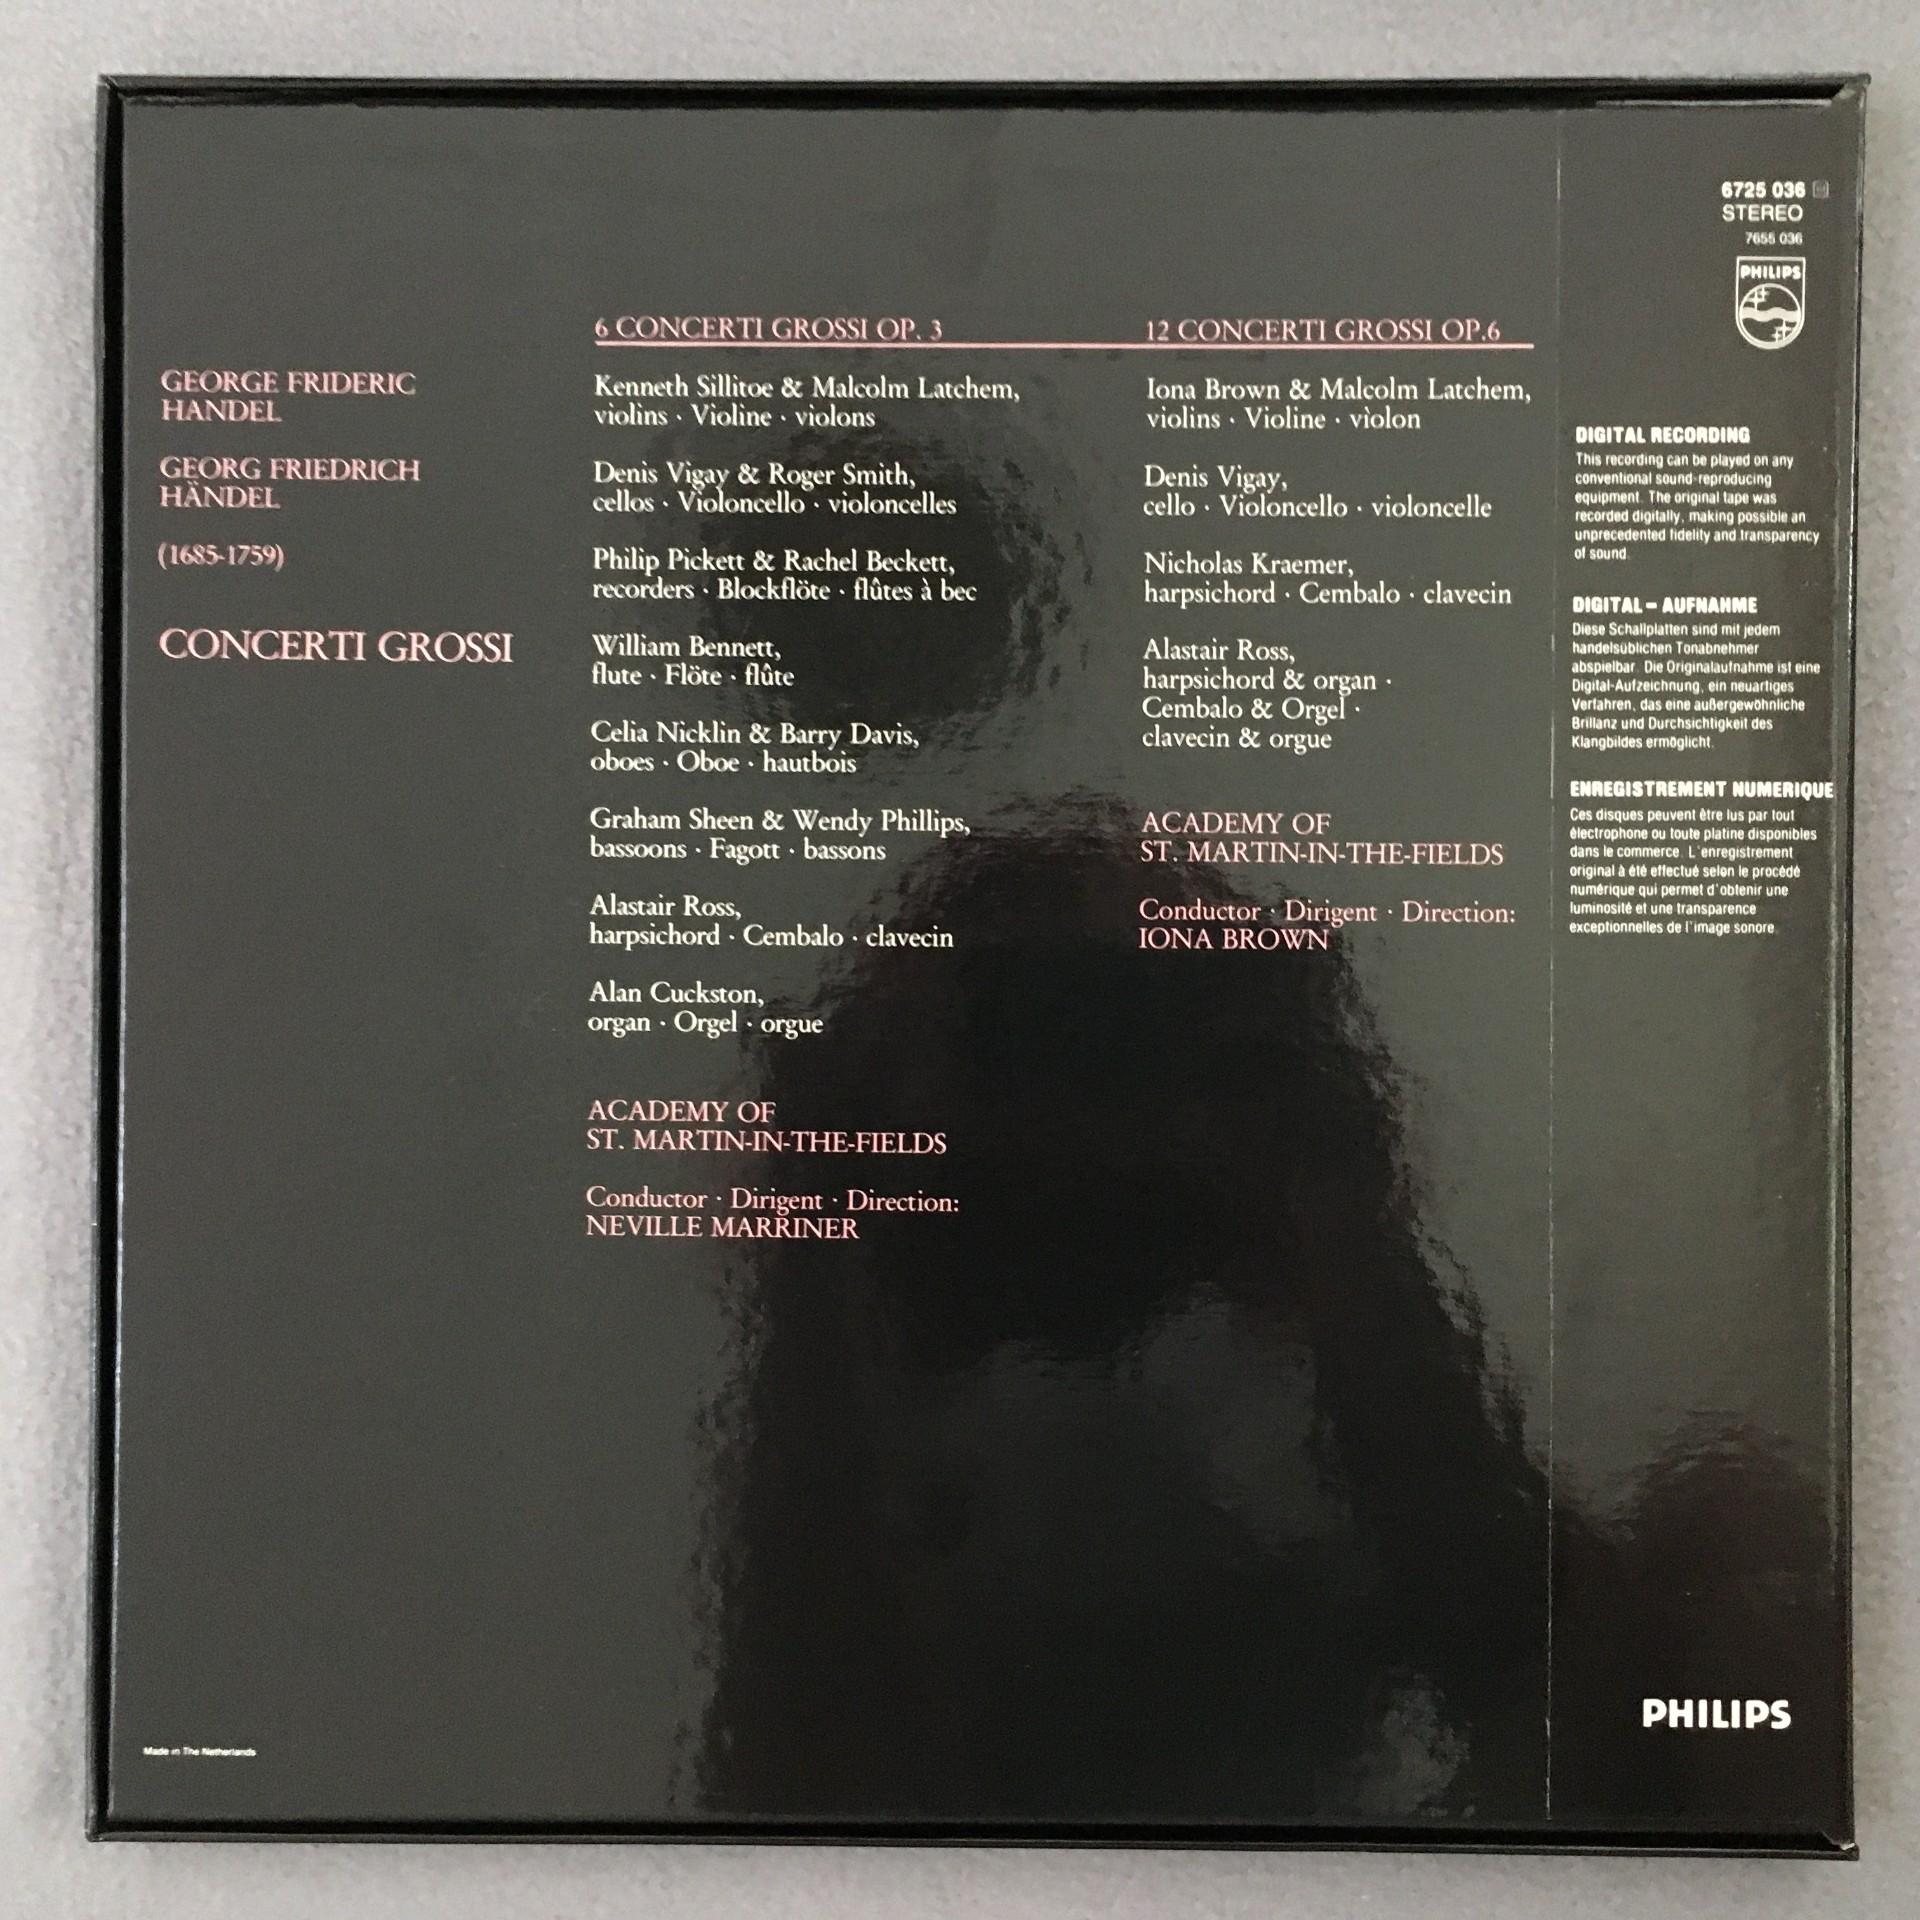 GEORGE FRIDERIC
HANDEL
GEORG FRIEDRICH
HÄNDEL
(1685-1759)
CONCERTI GROSSI
6 CONCERTI GROSSI OP. 3
Kenneth Sillitoe & Malcolm Latchem,
violins · Violine · violons
Denis Vigay & Roger Smith,
cellos · Violoncello · violoncelles
Philip Pickett & Rachel Beckett,
recorders · Blockflöte · flûtes à bec
William Bennett,
flute · Flöte · flûte
Celia Nicklin & Barry Davis,
oboes · Oboe · hautbois
Graham Sheen & Wendy Phillips,
bassoons · Fagott · bassons
Alastair Ross,
harpsichord · Cembalo · clavecin
Alan Cuckston,
organ · Orgel · orgue
ACADEMY OF
ST. MARTIN-IN-THE-FIELDS
Conductor · Dirigent · Direction:
NEVILLE MARRINER
12 CONCERTI GROSSI OP.6
Iona Brown & Malcolm Latchem,
violins · Violine · violon
Denis Vigay,
cello · Violoncello · violoncelle
Nicholas Kraemer,
harpsichord · Cembalo · clavecin
Alastair Ross,
harpsichord & organ ·
Cembalo & Orgel ·
clavecin & orgue
ACADEMY OF
ST. MARTIN-IN-THE-FIELDS
Conductor · Dirigent · Direction:
IONA BROWN
6725 036
STEREO
7655 036
PHILIPS
DIGITAL RECORDING
This recording can be played on any
conventional sound-reproducing
equipment. The original tape was
recorded digitally, making possible an
unprecedented fidelity and transparency
of sound.
DIGITAL – AUFNAHME
Diese Schallplatten sind mit jedem
handelsüblichen Tonabnehmer
abspielbar. Die Originalaufnahme ist eine
Digital-Aufzeichnung, ein neuartiges
Verfahren, das eine außergewöhnliche
Brillanz und Durchsichtigkeit des
Klangbildes ermöglicht.
ENREGISTREMENT NUMERIQUE
Ces disques peuvent être lus par tout
électrophone ou toute platine disponibles
dans le commerce. L'enregistrement
original à été effectué selon le procédé
numérique qui permet d'obtenir une
luminosité et une transparence
exceptionnelles de l'image sonore.
PHILIPS
Made in The Netherlands